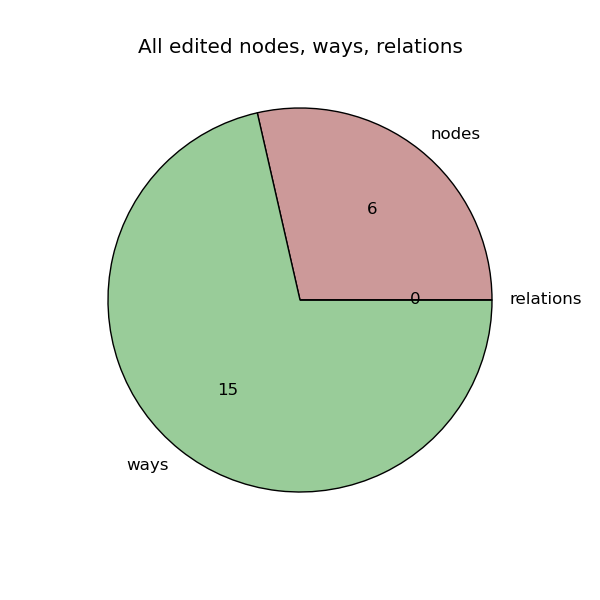 All edited nodes, ways, relations
nodes
6
0
relations
15
ways